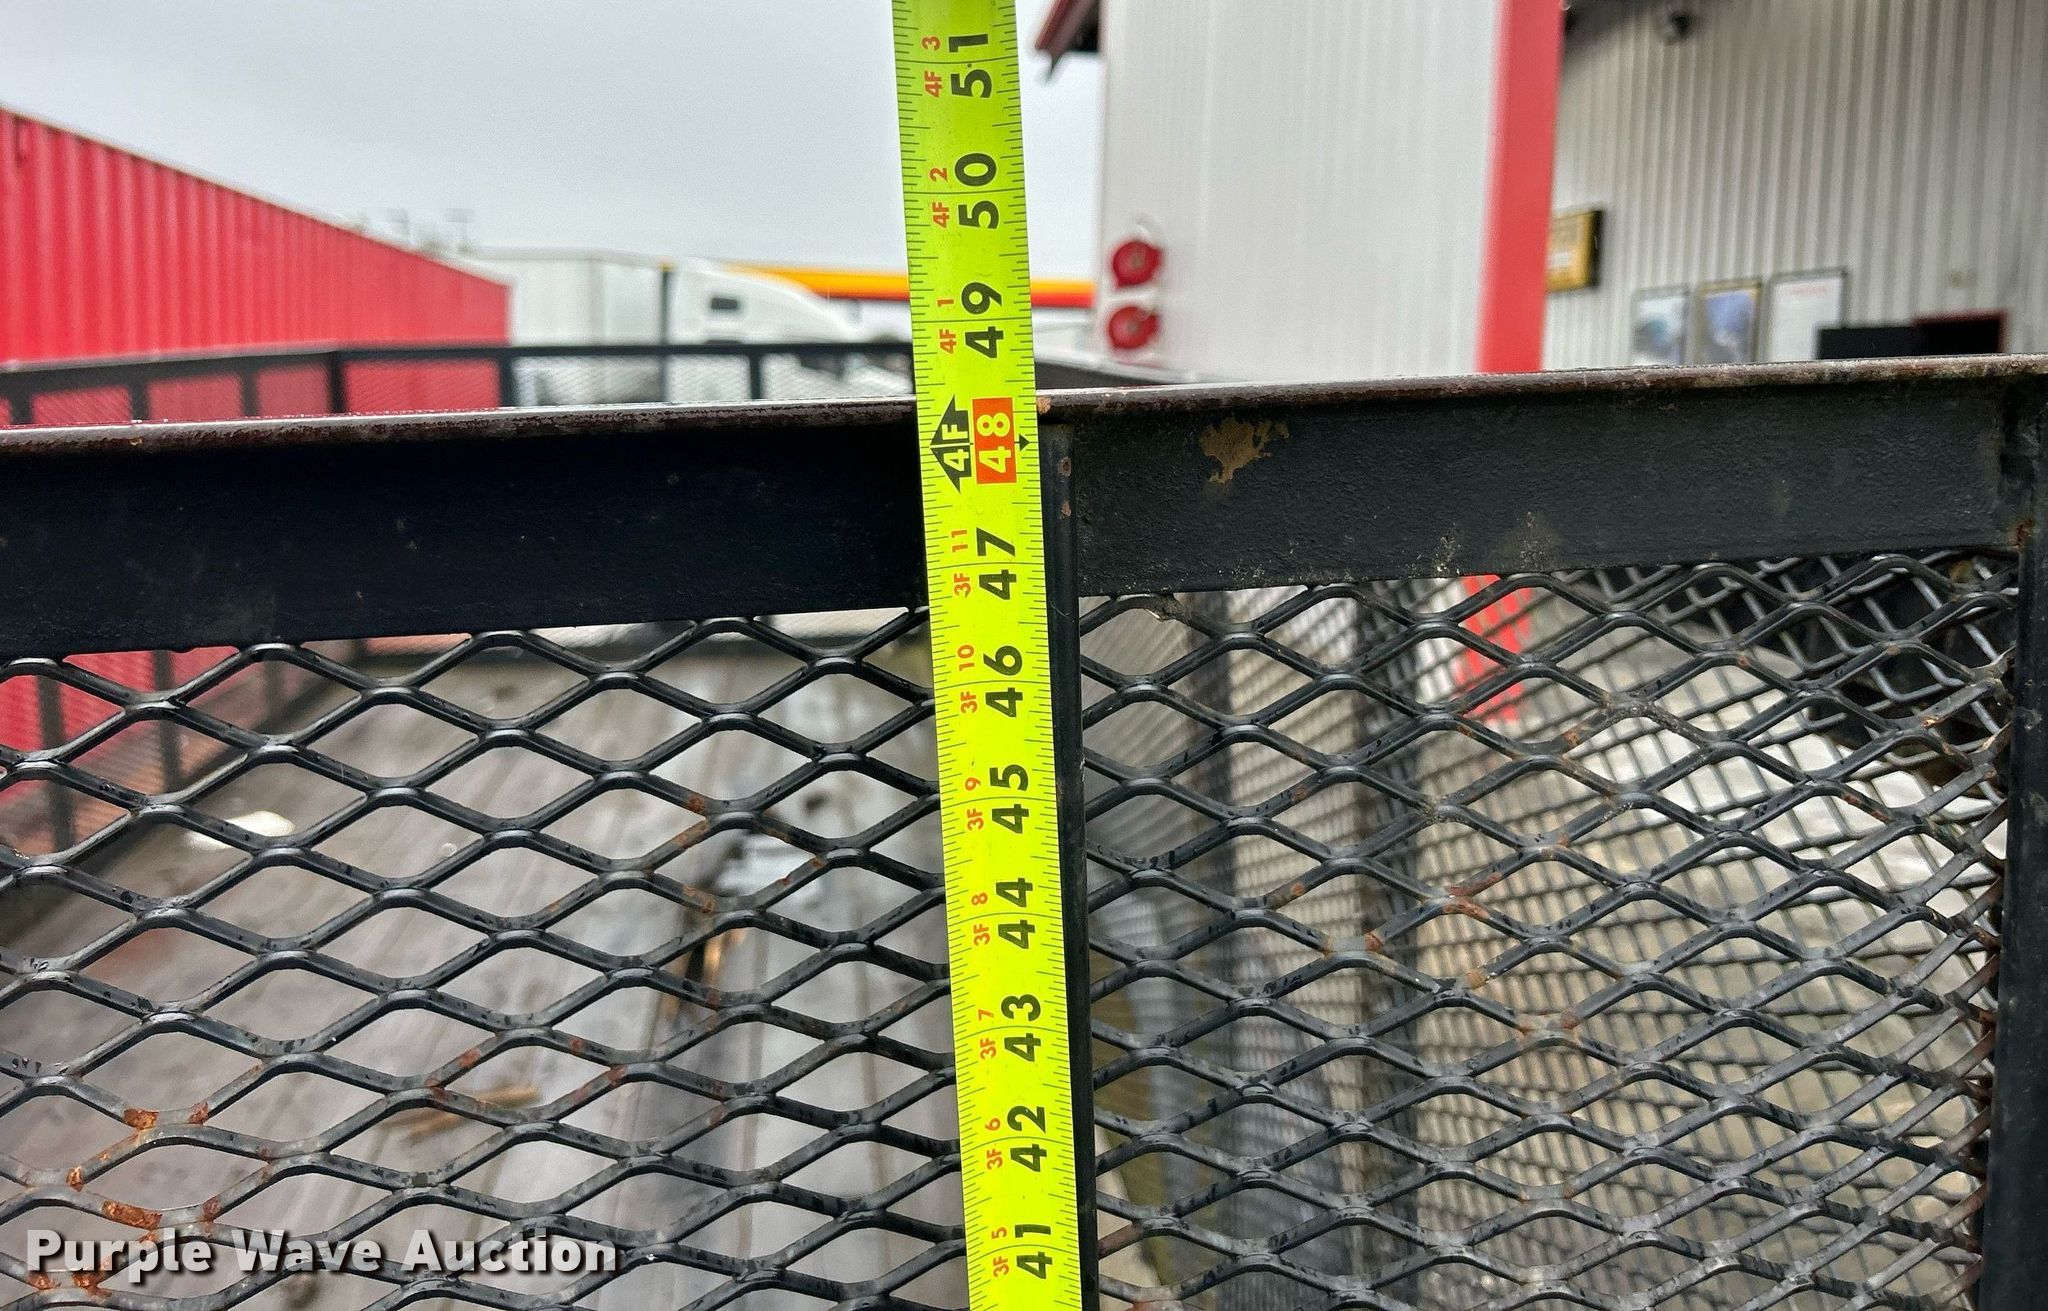 4F 3 51
4F 2 50
4F 1 49
4F 48
3F 11 47
3F 10 46
3F 9 45
3F 8 44
3F 7 43
3F 6 42
3F 5 41
Purple Wave Auction